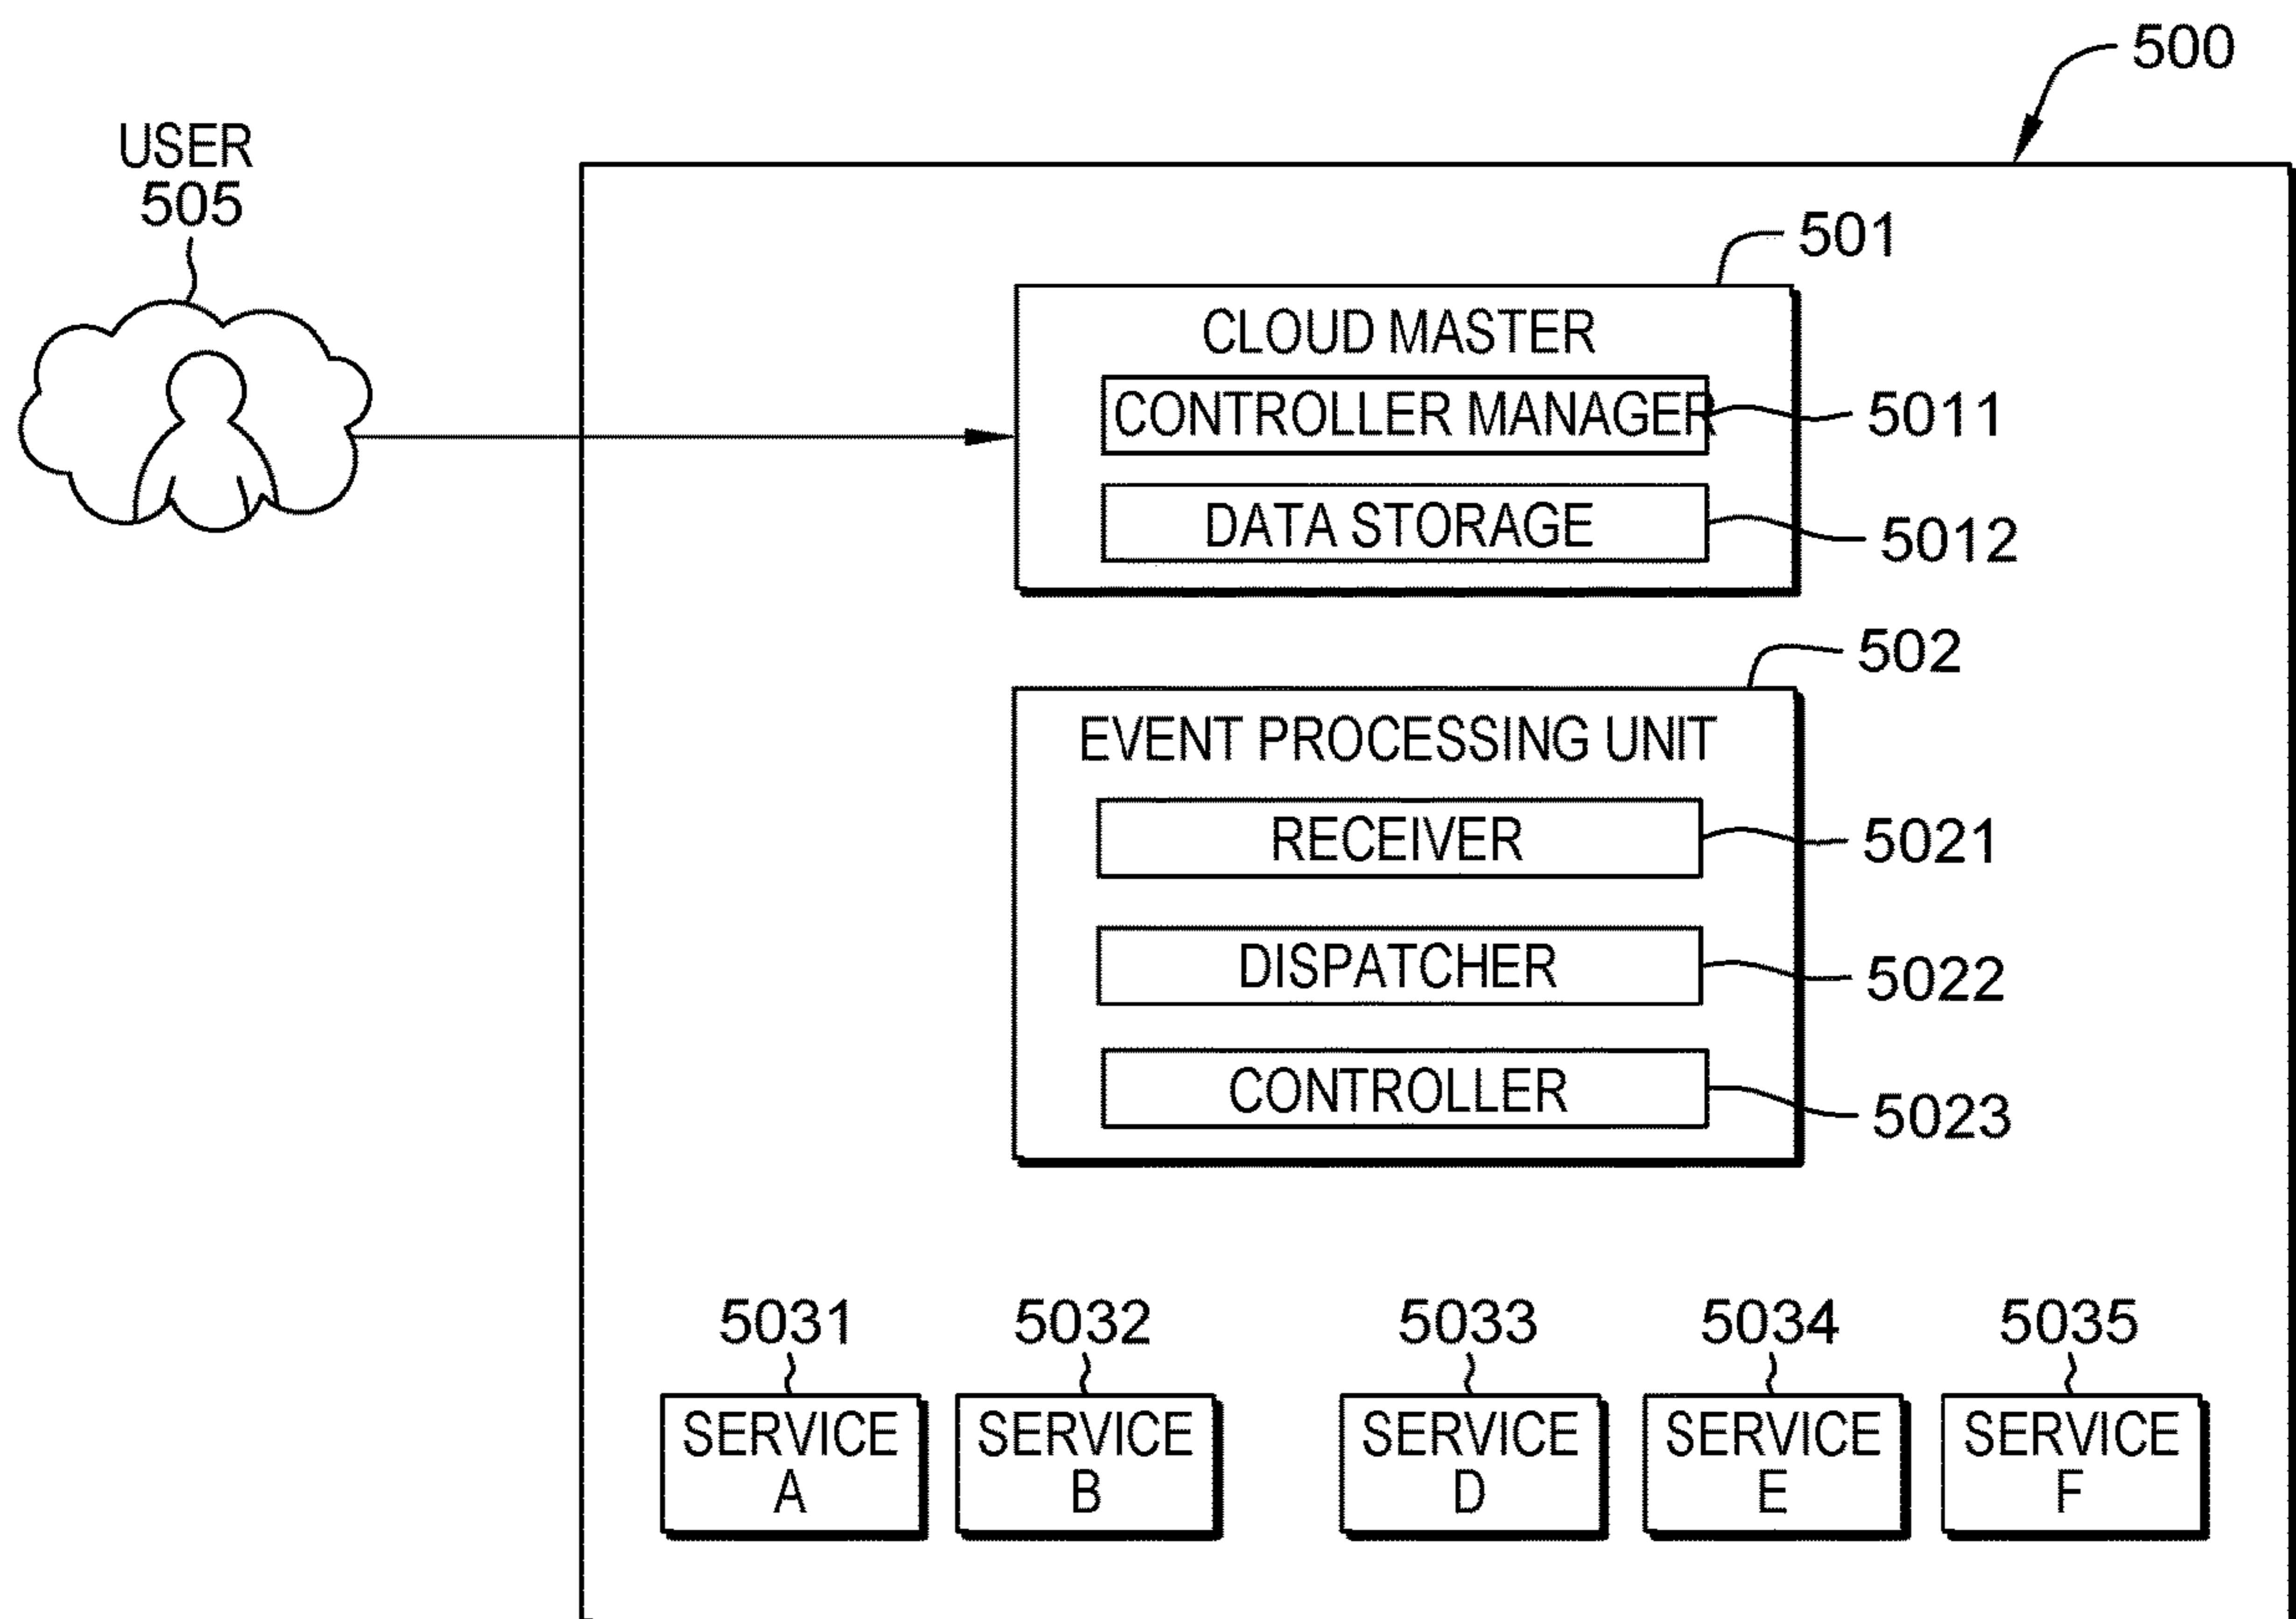 500
USER
505
501
CLOUD MASTER
CONTROLLER MANAGER
5011
DATA STORAGE
5012
502
EVENT PROCESSING UNIT
RECEIVER
5021
DISPATCHER
5022
CONTROLLER
5023
5031
5032
5033
5034
5035
SERVICE
A
SERVICE
B
SERVICE
D
SERVICE
E
SERVICE
F